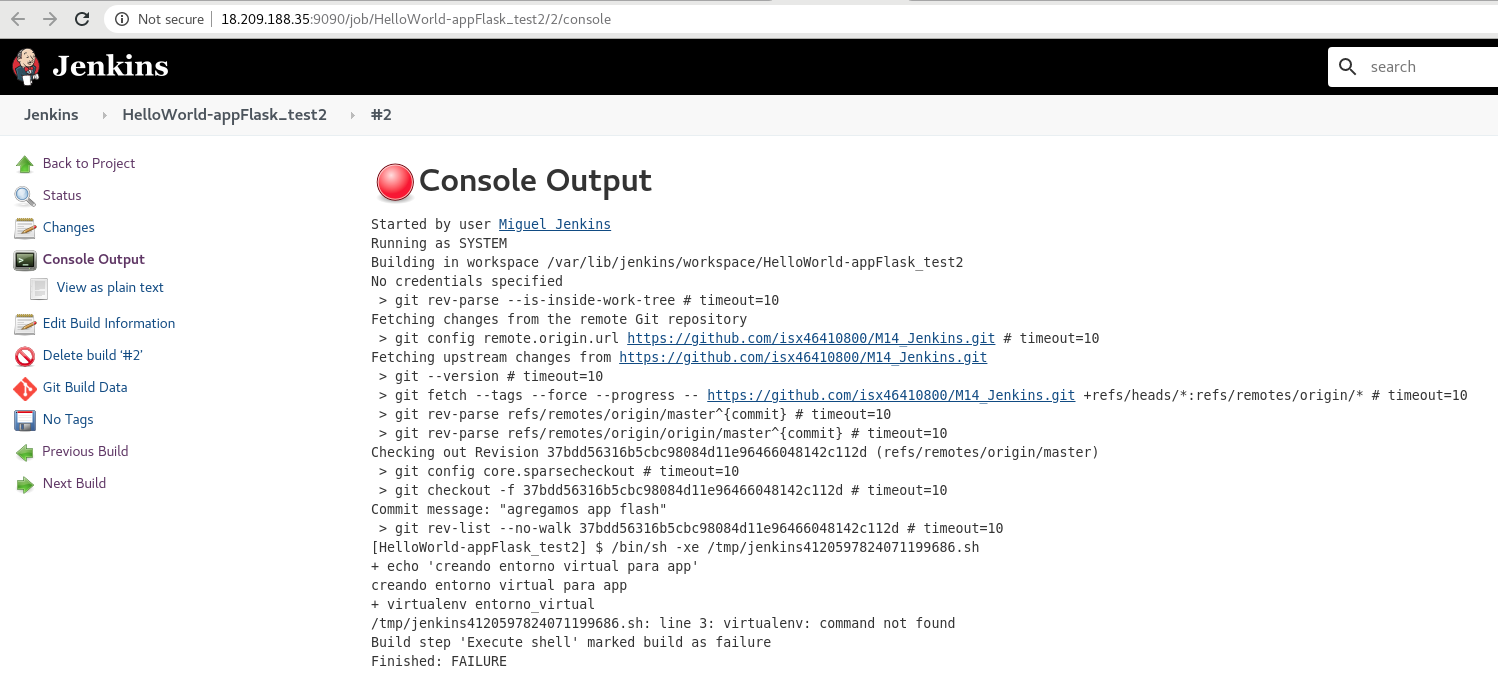 Not secure 18.209.188.35:9090/job/HelloWorld-appFlask_test2/2/console
Jenkins
search
Jenkins HelloWorld-appFlask_test2 #2
Back to Project
Status
Changes
Console Output
View as plain text
Edit Build Information
Delete build ‘#2’
Git Build Data
No Tags
Previous Build
Next Build
Console Output
Started by user Miguel Jenkins
Running as SYSTEM
Building in workspace /var/lib/jenkins/workspace/HelloWorld-appFlask_test2
No credentials specified
 > git rev-parse --is-inside-work-tree # timeout=10
Fetching changes from the remote Git repository
 > git config remote.origin.url https://github.com/isx46410800/M14_Jenkins.git # timeout=10
Fetching upstream changes from https://github.com/isx46410800/M14_Jenkins.git
 > git --version # timeout=10
 > git fetch --tags --force --progress -- https://github.com/isx46410800/M14_Jenkins.git +refs/heads/*:refs/remotes/origin/* # timeout=10
 > git rev-parse refs/remotes/origin/master^{commit} # timeout=10
 > git rev-parse refs/remotes/origin/origin/master^{commit} # timeout=10
Checking out Revision 37bdd56316b5cbc98084d11e96466048142c112d (refs/remotes/origin/master)
 > git config core.sparsecheckout # timeout=10
 > git checkout -f 37bdd56316b5cbc98084d11e96466048142c112d # timeout=10
Commit message: "agregamos app flash"
 > git rev-list --no-walk 37bdd56316b5cbc98084d11e96466048142c112d # timeout=10
[HelloWorld-appFlask_test2] $ /bin/sh -xe /tmp/jenkins4120597824071199686.sh
+ echo 'creando entorno virtual para app'
creando entorno virtual para app
+ virtualenv entorno_virtual
/tmp/jenkins4120597824071199686.sh: line 3: virtualenv: command not found
Build step 'Execute shell' marked build as failure
Finished: FAILURE